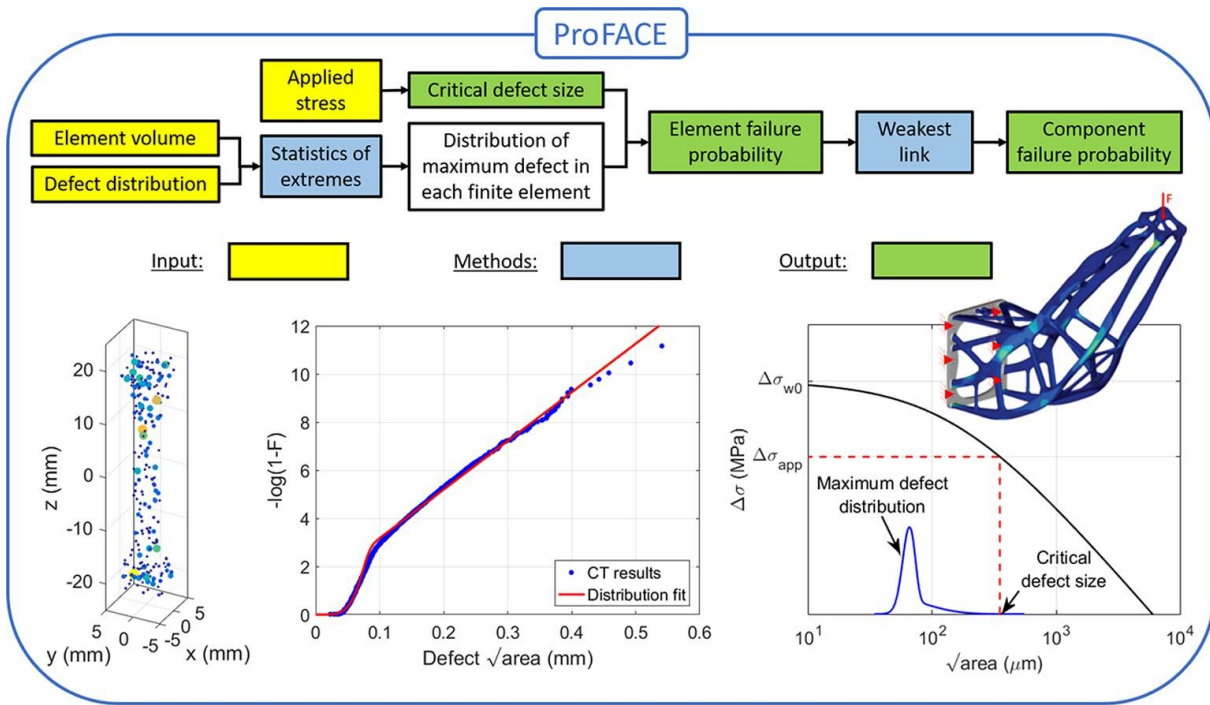 ProFACE
Applied
stress
Critical defect size
Element volume
Defect distribution
Statistics of
extremes
Distribution of
maximum defect in
each finite element
Element failure
probability
Weakest
link
Component
failure probability
F
Input:
Methods:
Output:
20
10
0
-10
-20
z (mm)
5
0
-5
y (mm)
5
0
-5
x (mm)
12
10
8
6
4
2
0
-log(1-F)
CT results
Distribution fit
0
0.1
0.2
0.3
0.4
0.5
0.6
Defect √area (mm)
Δσw0
Δσapp
Δσ (MPa)
Maximum defect
distribution
Critical
defect size
10¹
10²
10³
10⁴
√area (μm)